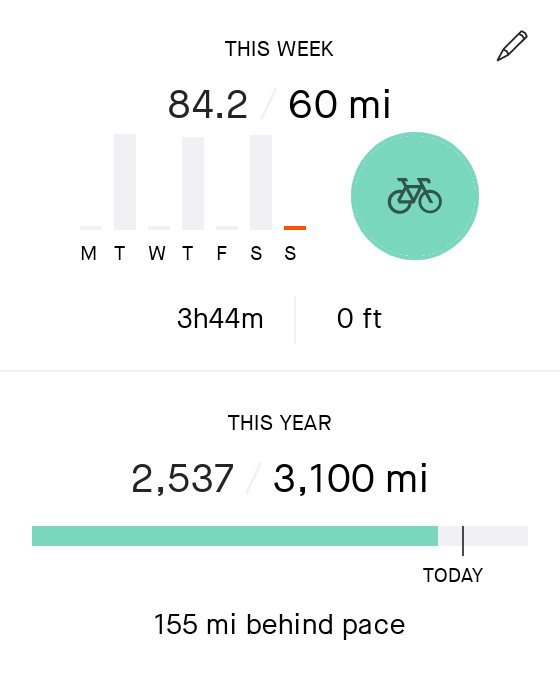 THIS WEEK
84.2 / 60 mi
M T W T F S S
3h44m 0 ft
THIS YEAR
2,537 / 3,100 mi
TODAY
155 mi behind pace